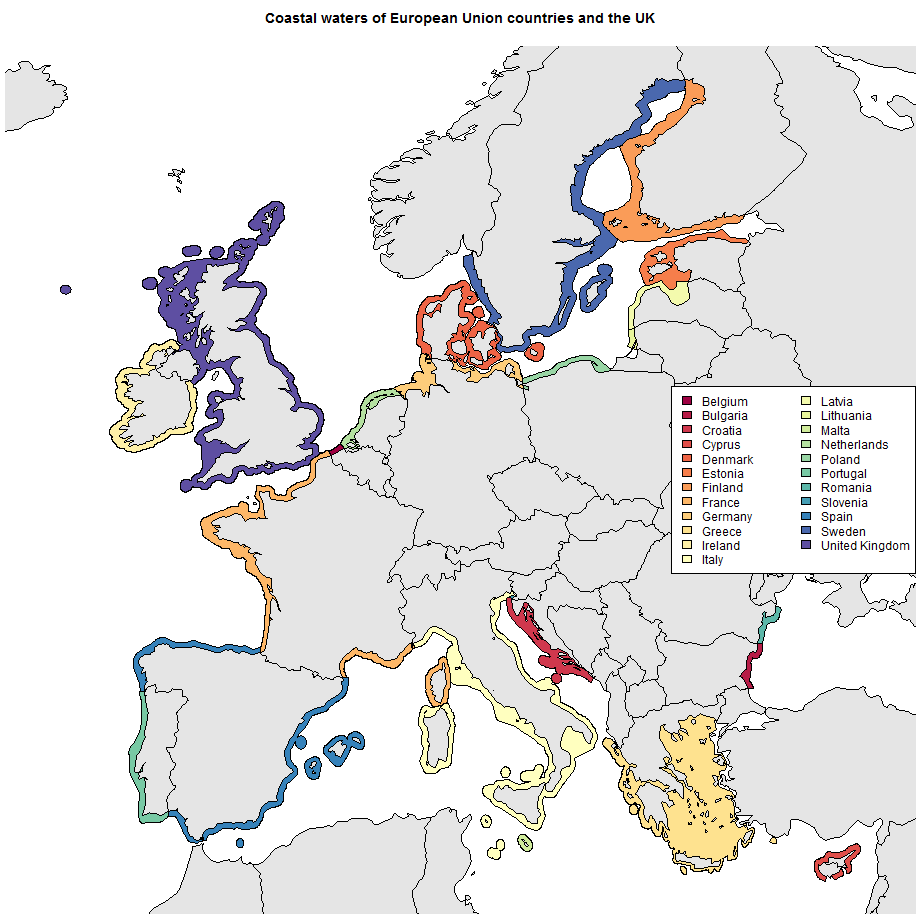 Coastal waters of European Union countries and the UK
Belgium
Bulgaria
Croatia
Cyprus
Denmark
Estonia
Finland
France
Germany
Greece
Ireland
Italy
Latvia
Lithuania
Malta
Netherlands
Poland
Portugal
Romania
Slovenia
Spain
Sweden
United Kingdom